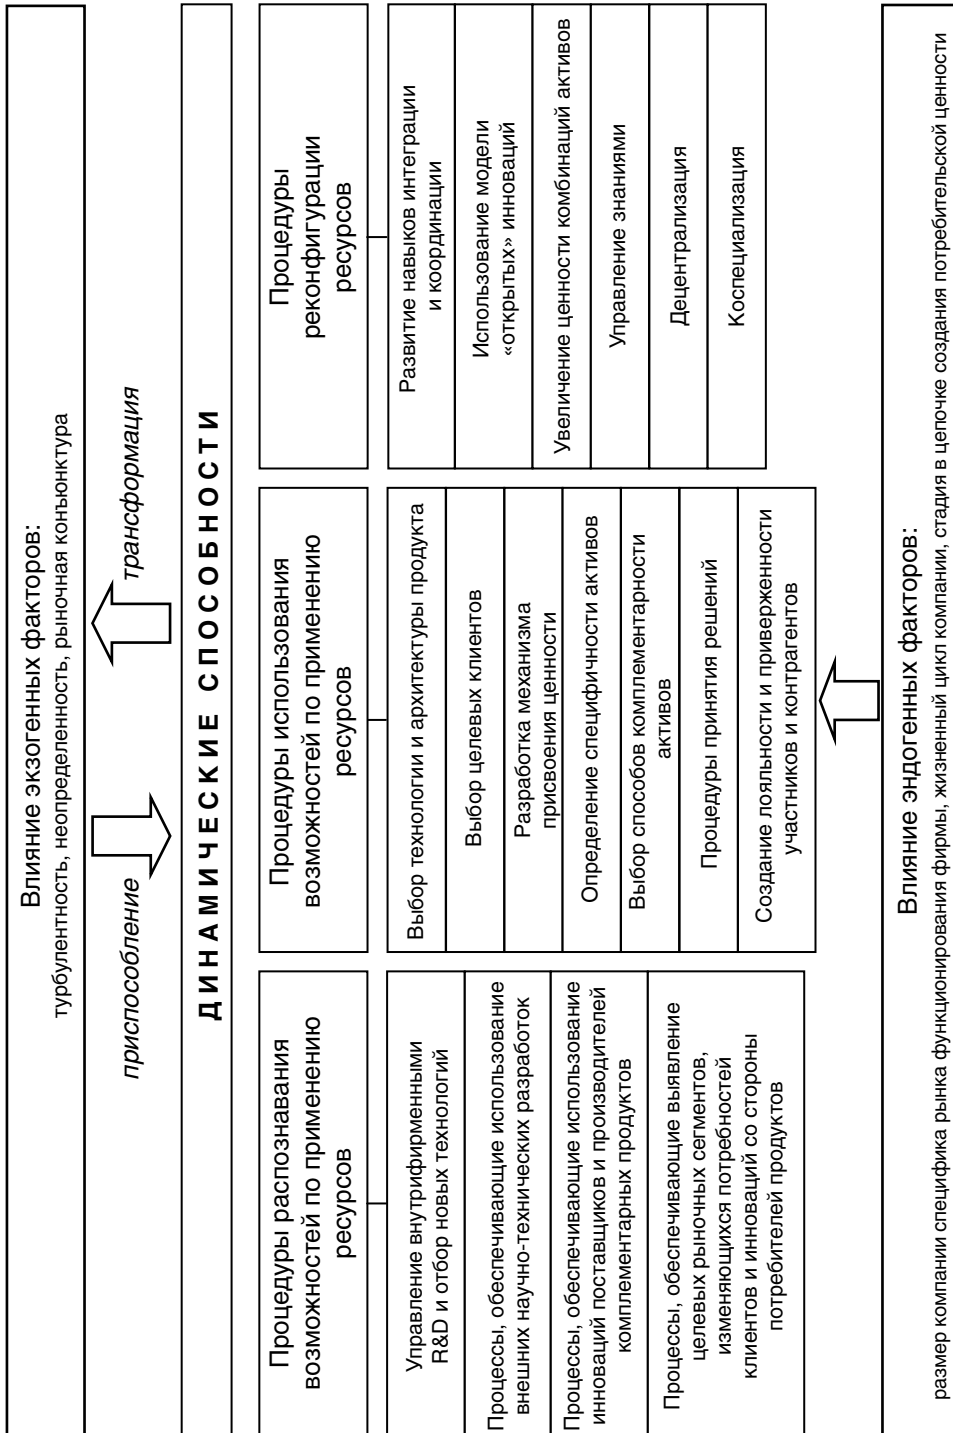 Влияние экзогенных факторов:
турбулентность, неопределенность, рыночная конъюнктура
приспособление
трансформация
ДИНАМИЧЕСКИЕ СПОСОБНОСТИ
Процедуры распознавания
возможностей по применению
ресурсов
Управление внутрифирменными
R&D и отбор новых технологий
Процессы, обеспечивающие использование
внешних научно-технических разработок
Процессы, обеспечивающие использование
инноваций поставщиков и производителей
комплементарных продуктов
Процессы, обеспечивающие выявление
целевых рыночных сегментов,
изменяющихся потребностей
клиентов и инноваций со стороны
потребителей продуктов
Процедуры использования
возможностей по применению
ресурсов
Выбор технологии и архитектуры продукта
Выбор целевых клиентов
Разработка механизма
присвоения ценности
Определение специфичности активов
Выбор способов комплементарности
активов
Процедуры принятия решений
Создание лояльности и приверженности
участников и контрагентов
Процедуры
реконфигурации
ресурсов
Развитие навыков интеграции
и координации
Использование модели
«открытых» инноваций
Увеличение ценности комбинаций активов
Управление знаниями
Децентрализация
Коспециализация
Влияние эндогенных факторов:
размер компании специфика рынка функционирования фирмы, жизненный цикл компании, стадия в цепочке создания потребительской ценности